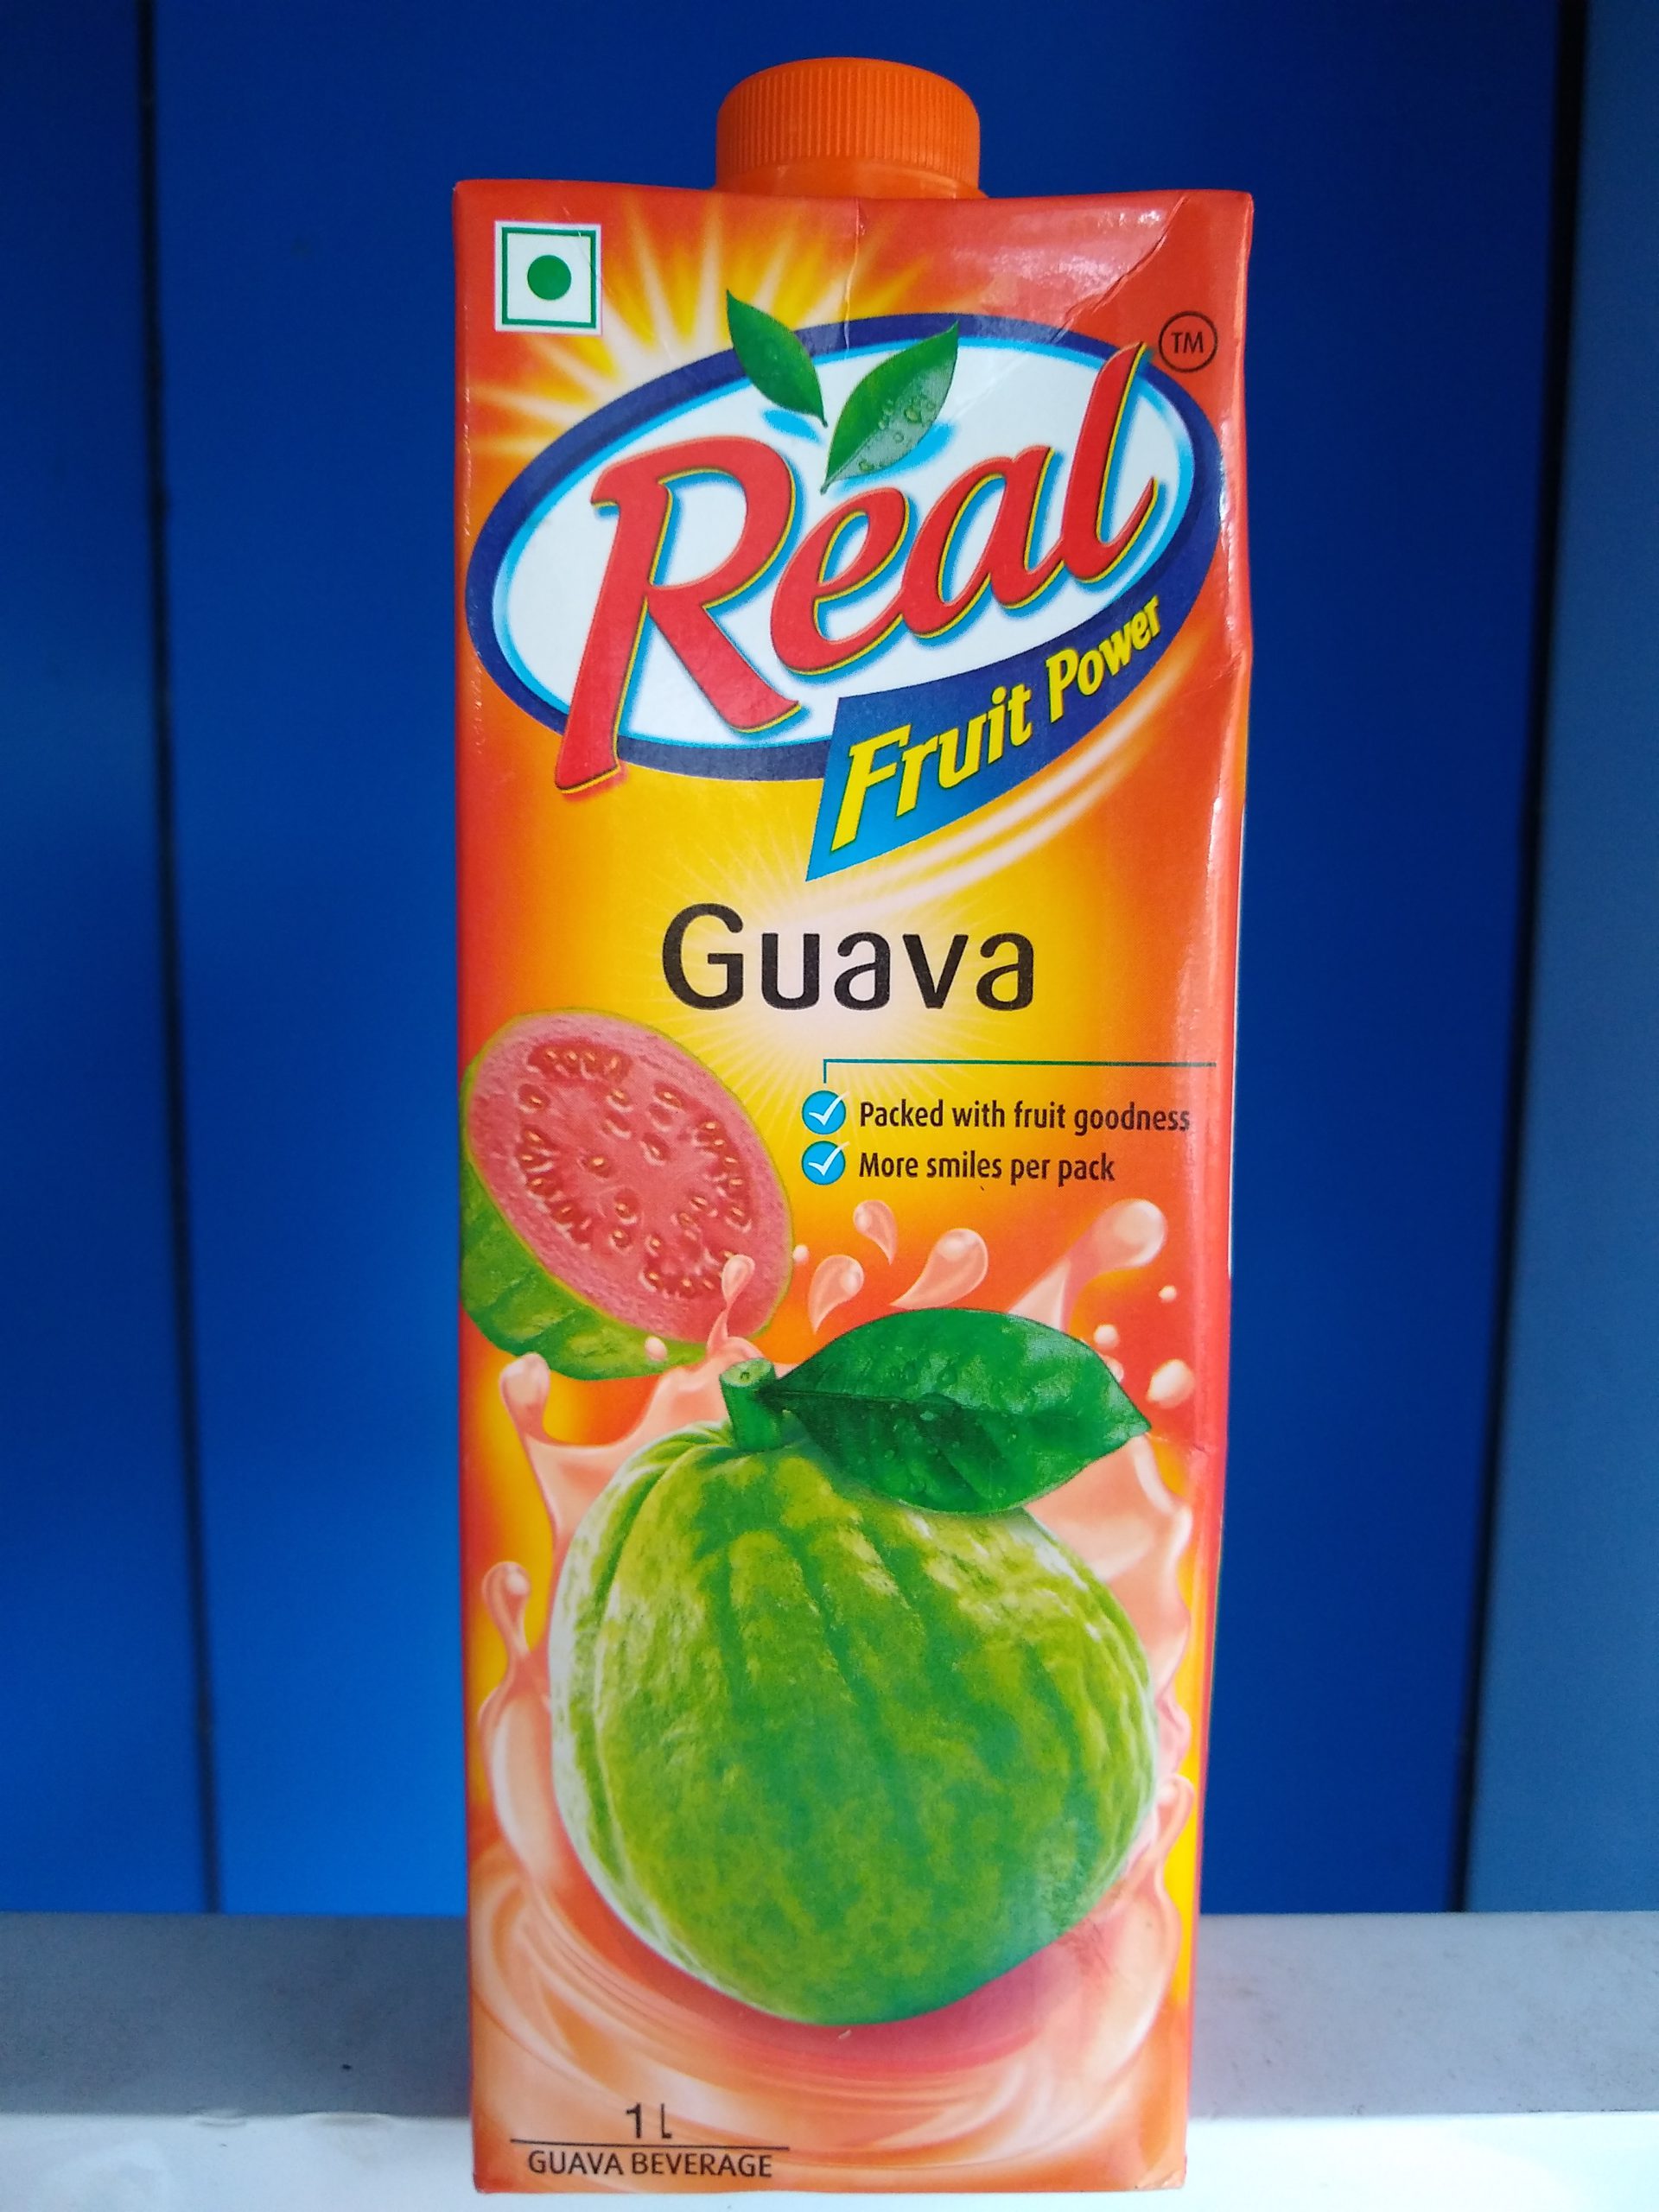 TM
Real
Fruit Power
Guava
Packed with fruit goodness
More smiles per pack
1 L
GUAVA BEVERAGE